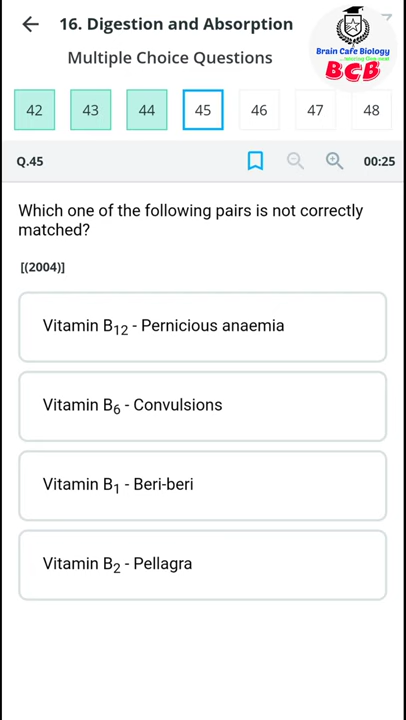 16. Digestion and Absorption
Multiple Choice Questions
Brain Cafe Biology
BCB
42 43 44 45 46 47 48
Q.45 00:25
Which one of the following pairs is not correctly
matched?
[(2004)]
Vitamin B12 - Pernicious anaemia
Vitamin B6 - Convulsions
Vitamin B1 - Beri-beri
Vitamin B2 - Pellagra